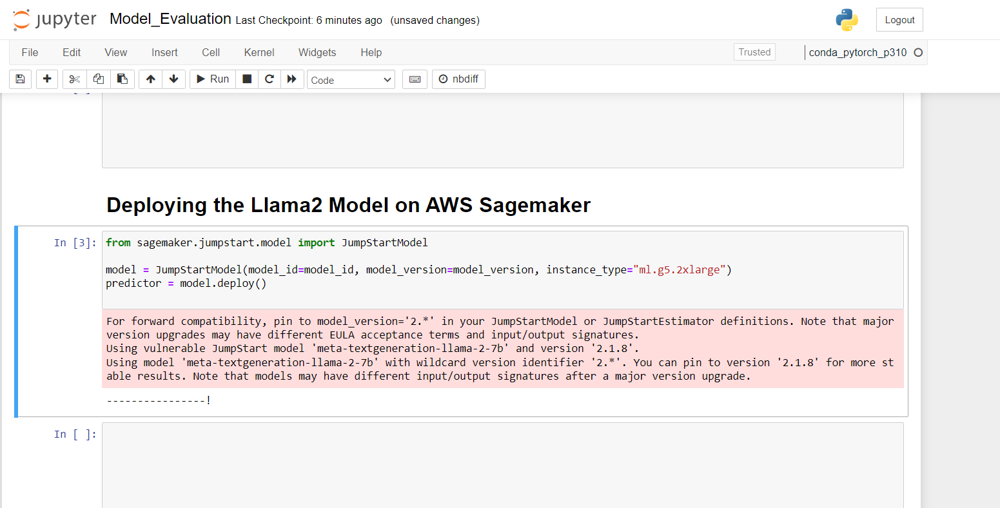 jupyter Model_Evaluation Last Checkpoint: 6 minutes ago (unsaved changes) Logout
File Edit View Insert Cell Kernel Widgets Help Trusted conda_pytorch_p310
Run Code nbdiff
Deploying the Llama2 Model on AWS Sagemaker
In [3]: from sagemaker.jumpstart.model import JumpStartModel
model = JumpStartModel(model_id=model_id, model_version=model_version, instance_type="ml.g5.2xlarge")
predictor = model.deploy()
For forward compatibility, pin to model_version='2.*' in your JumpStartModel or JumpStartEstimator definitions. Note that major
version upgrades may have different EULA acceptance terms and input/output signatures.
Using vulnerable JumpStart model 'meta-textgeneration-llama-2-7b' and version '2.1.8'.
Using model 'meta-textgeneration-llama-2-7b' with wildcard version identifier '2.*'. You can pin to version '2.1.8' for more st
able results. Note that models may have different input/output signatures after a major version upgrade.
----------------!
In [ ]: